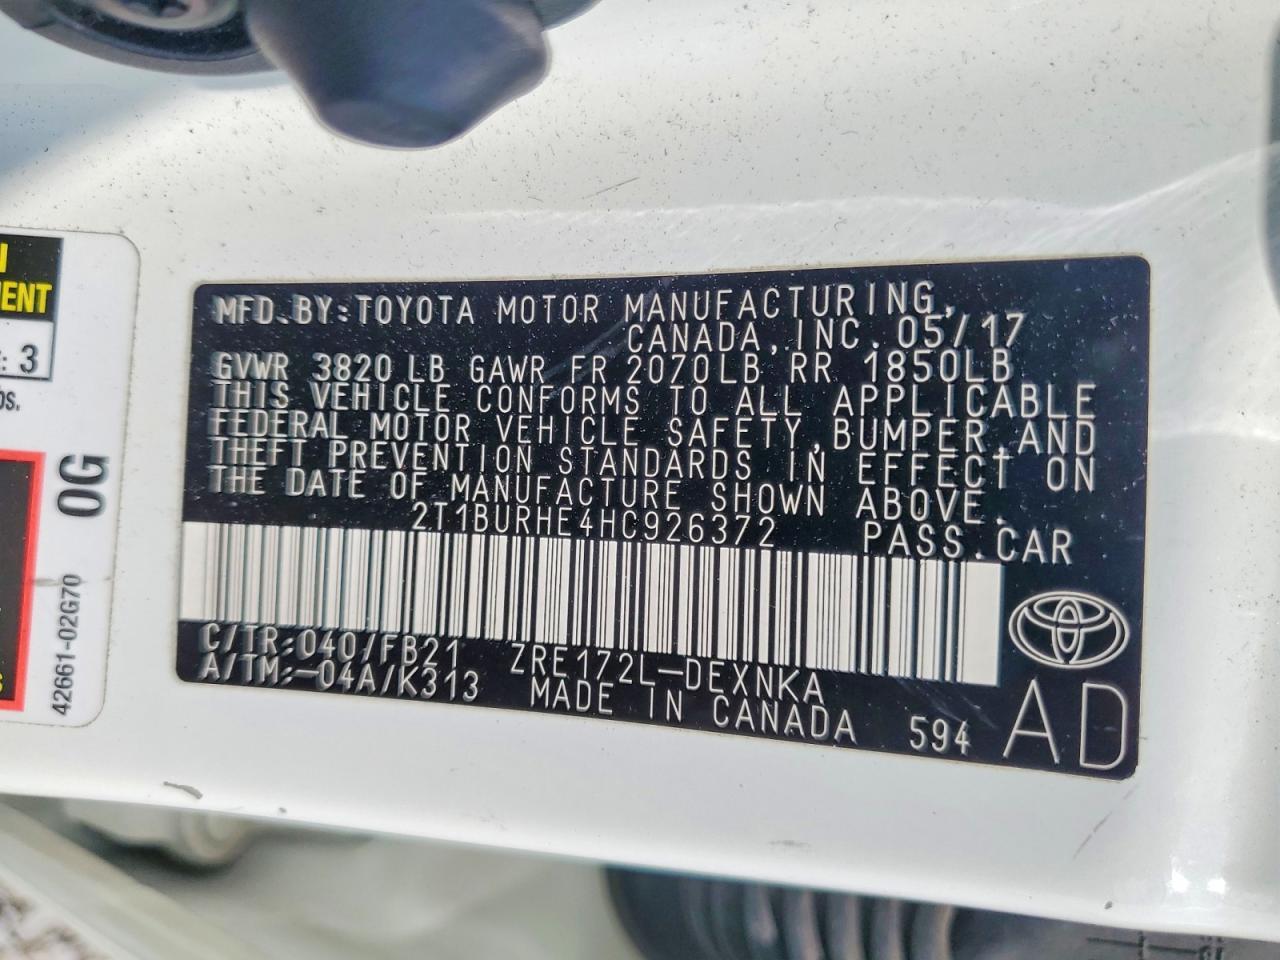 MFD. BY: TOYOTA MOTOR MANUFACTURING,
CANADA, INC. 05/17
GVWR 3820 LB GAWR FR 2070LB RR 1850LB
THIS VEHICLE CONFORMS TO ALL APPLICABLE
FEDERAL MOTOR VEHICLE SAFETY, BUMPER, AND
THEFT PREVENTION STANDARDS IN EFFECT ON
THE DATE OF MANUFACTURE SHOWN ABOVE.
2T1BURHE4HC926372 PASS. CAR
C/TR: 040/FB21 ZRE172L-DEXNKA
A/TM: -04A/K313 MADE IN CANADA 594 AD
: 3
0G
42661-02G70